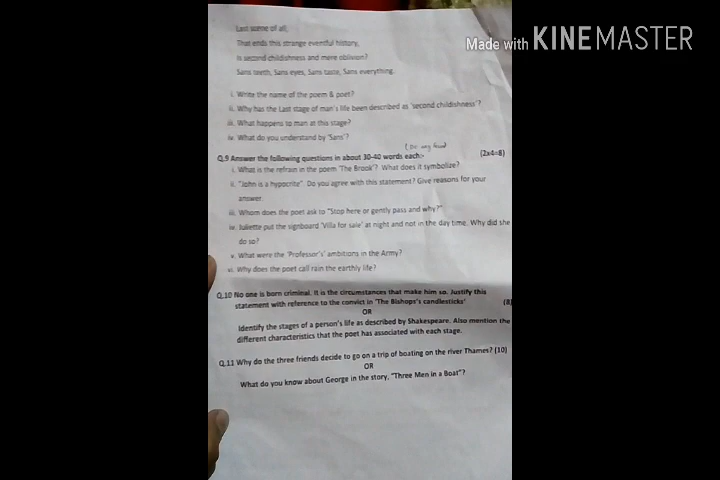 Made with KINEMASTER
Last scene of all,
That ends this strange eventful history,
Is second childishness and mere oblivion?
Sans teeth, Sans eyes, Sans taste, Sans everything.
i. Write the name of the poem & poet?
ii. Why has the Last stage of man's life been described as 'second childishness'?
iii. What happens to man at this stage?
iv. What do you understand by 'Sans'?
(Do any four)
Q.9 Answer the following questions in about 30-40 words each:- (2x4=8)
i. What is the refrain in the poem 'The Brook'? What does it symbolize?
ii. "John is a hypocrite". Do you agree with this statement? Give reasons for your
answer.
iii. Whom does the poet ask to "Stop here or gently pass and why?"
iv. Juliette put the signboard 'Villa for sale' at night and not in the day time. Why did she
do so?
v. What were the 'Professor's' ambitions in the Army?
vi. Why does the poet call rain the earthly life?
Q.10 No one is born criminal. It is the circumstances that make him so. Justify this
statement with reference to the convict in 'The Bishops's candlesticks' (8)
OR
Identify the stages of a person's life as described by Shakespeare. Also mention the
different characteristics that the poet has associated with each stage.
Q.11 Why do the three friends decide to go on a trip of boating on the river Thames? (10)
OR
What do you know about George in the story, "Three Men in a Boat"?